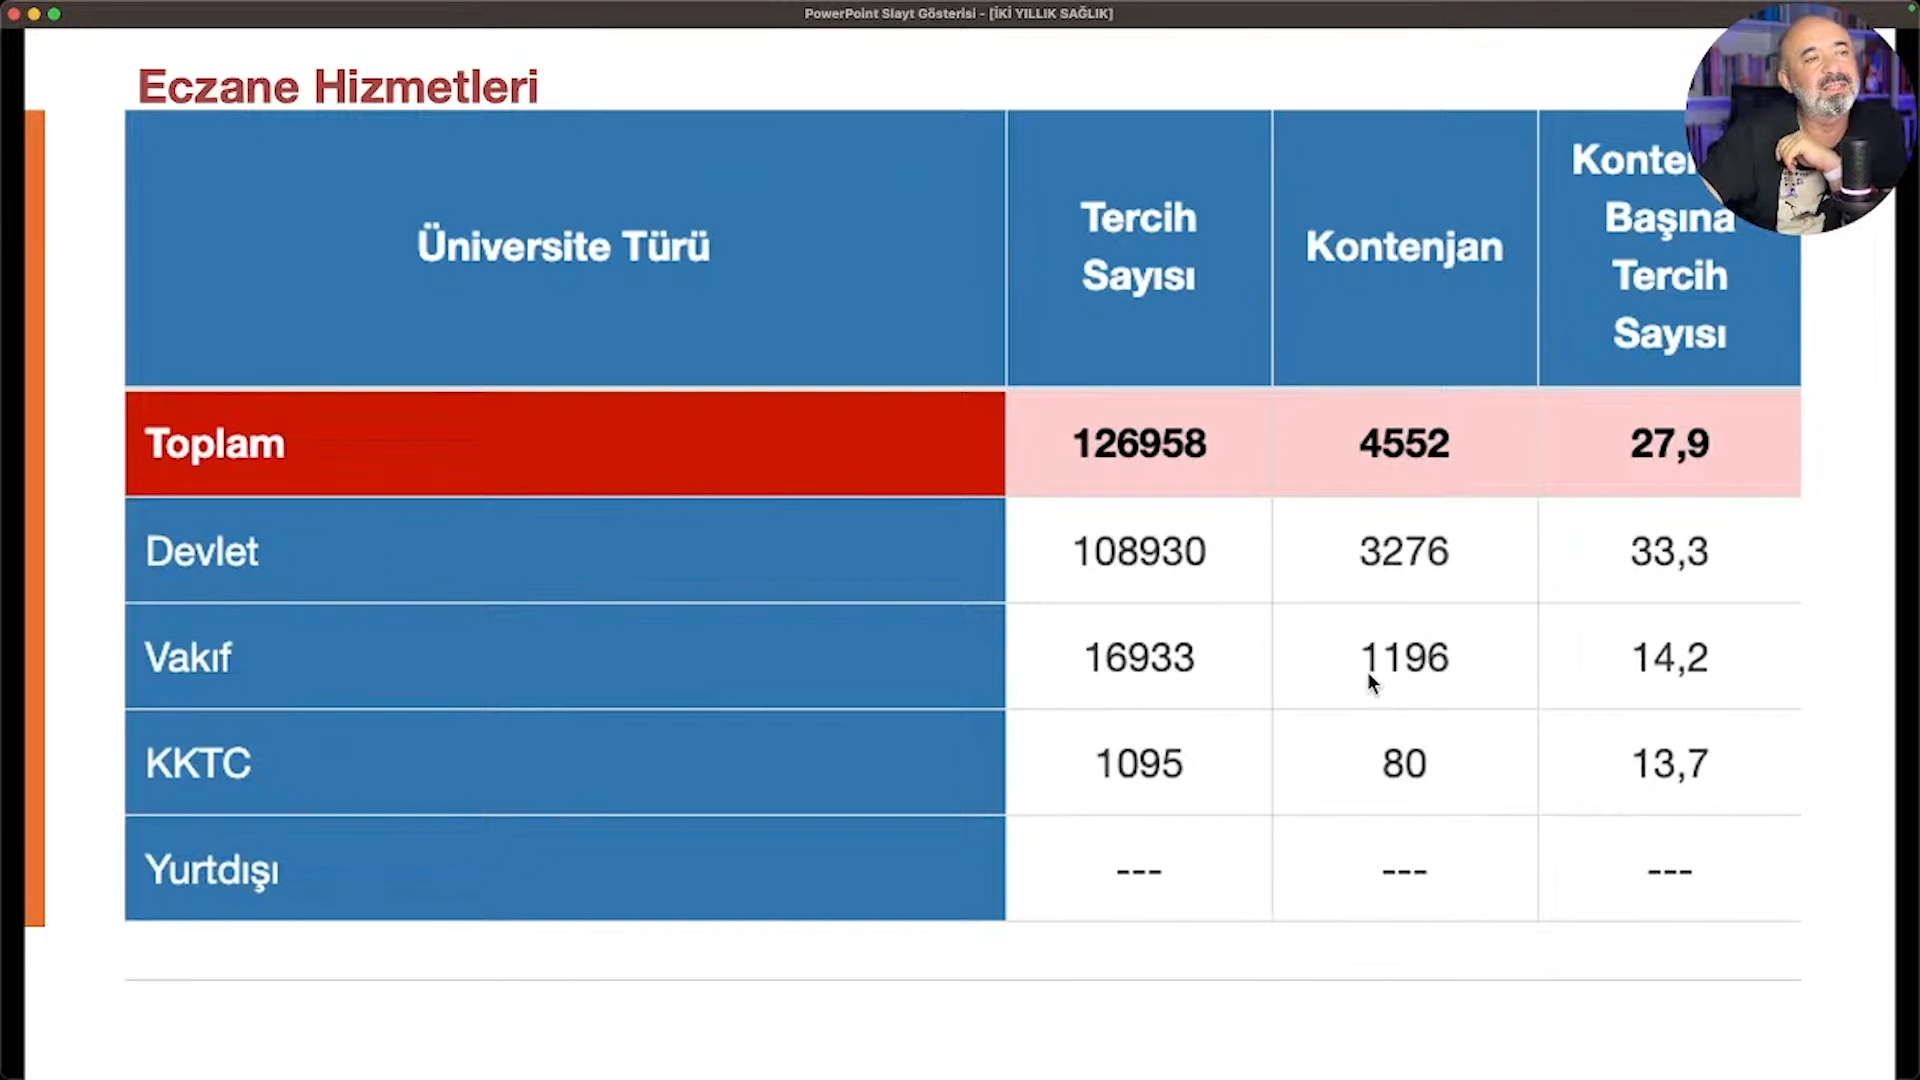 PowerPoint Slayt Gösterisi - [İKİ YILLIK SAĞLIK]
Eczane Hizmetleri
Üniversite Türü
Tercih
Sayısı
Kontenjan
Başına
Tercih
Sayısı
Toplam 126958 4552 27,9
Devlet 108930 3276 33,3
Vakıf 16933 1196 14,2
KKTC 1095 80 13,7
Yurtdışı --- --- ---